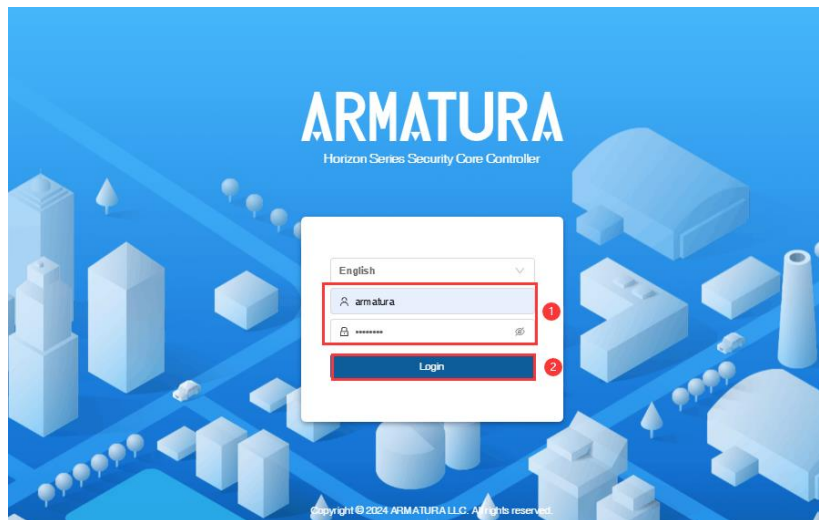 ARMATURA
Horizon Series Security Core Controller
English
armatura
••••••••
1
Login
2
Copyright © 2024 ARMATURA LLC. All rights reserved.